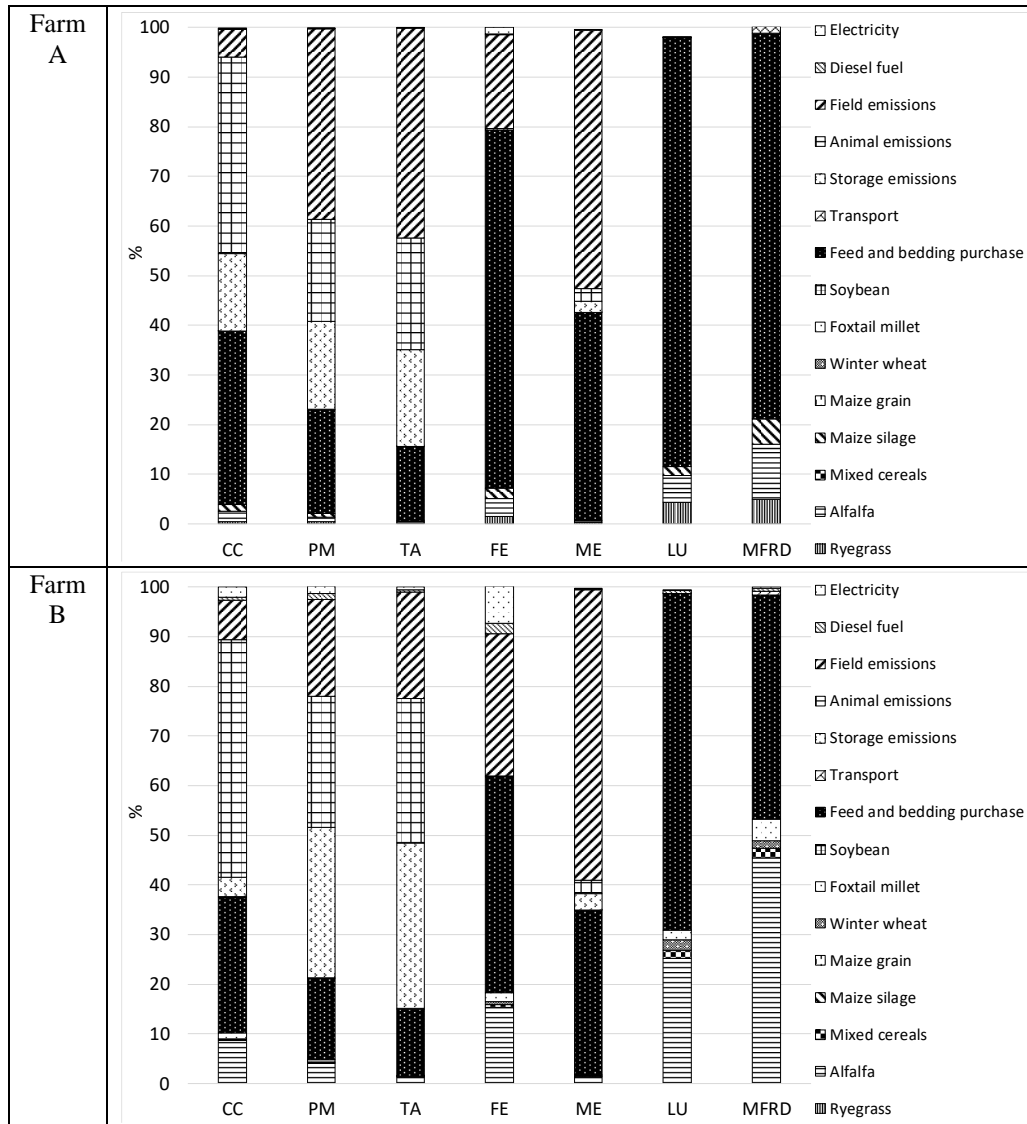 Farm
A
100
90
80
70
60
50
40
30
20
10
0
%
CC PM TA FE ME LU MFRD
Electricity
Diesel fuel
Field emissions
Animal emissions
Storage emissions
Transport
Feed and bedding purchase
Soybean
Foxtail millet
Winter wheat
Maize grain
Maize silage
Mixed cereals
Alfalfa
Ryegrass
Farm
B
100
90
80
70
60
50
40
30
20
10
0
%
CC PM TA FE ME LU MFRD
Electricity
Diesel fuel
Field emissions
Animal emissions
Storage emissions
Transport
Feed and bedding purchase
Soybean
Foxtail millet
Winter wheat
Maize grain
Maize silage
Mixed cereals
Alfalfa
Ryegrass